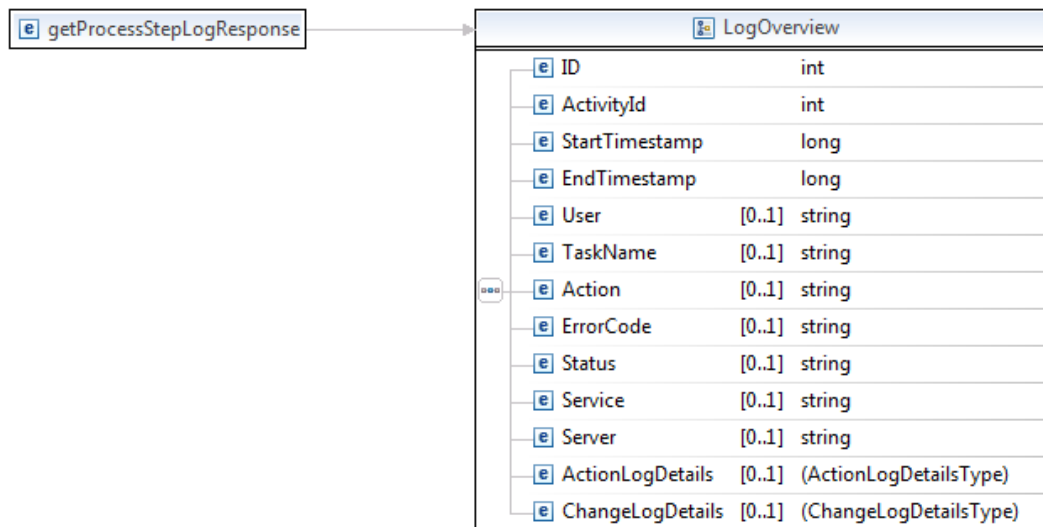 getProcessStepLogResponse
LogOverview
ID int
ActivityId int
StartTimestamp long
EndTimestamp long
User [0..1] string
TaskName [0..1] string
Action [0..1] string
ErrorCode [0..1] string
Status [0..1] string
Service [0..1] string
Server [0..1] string
ActionLogDetails [0..1] (ActionLogDetailsType)
ChangeLogDetails [0..1] (ChangeLogDetailsType)